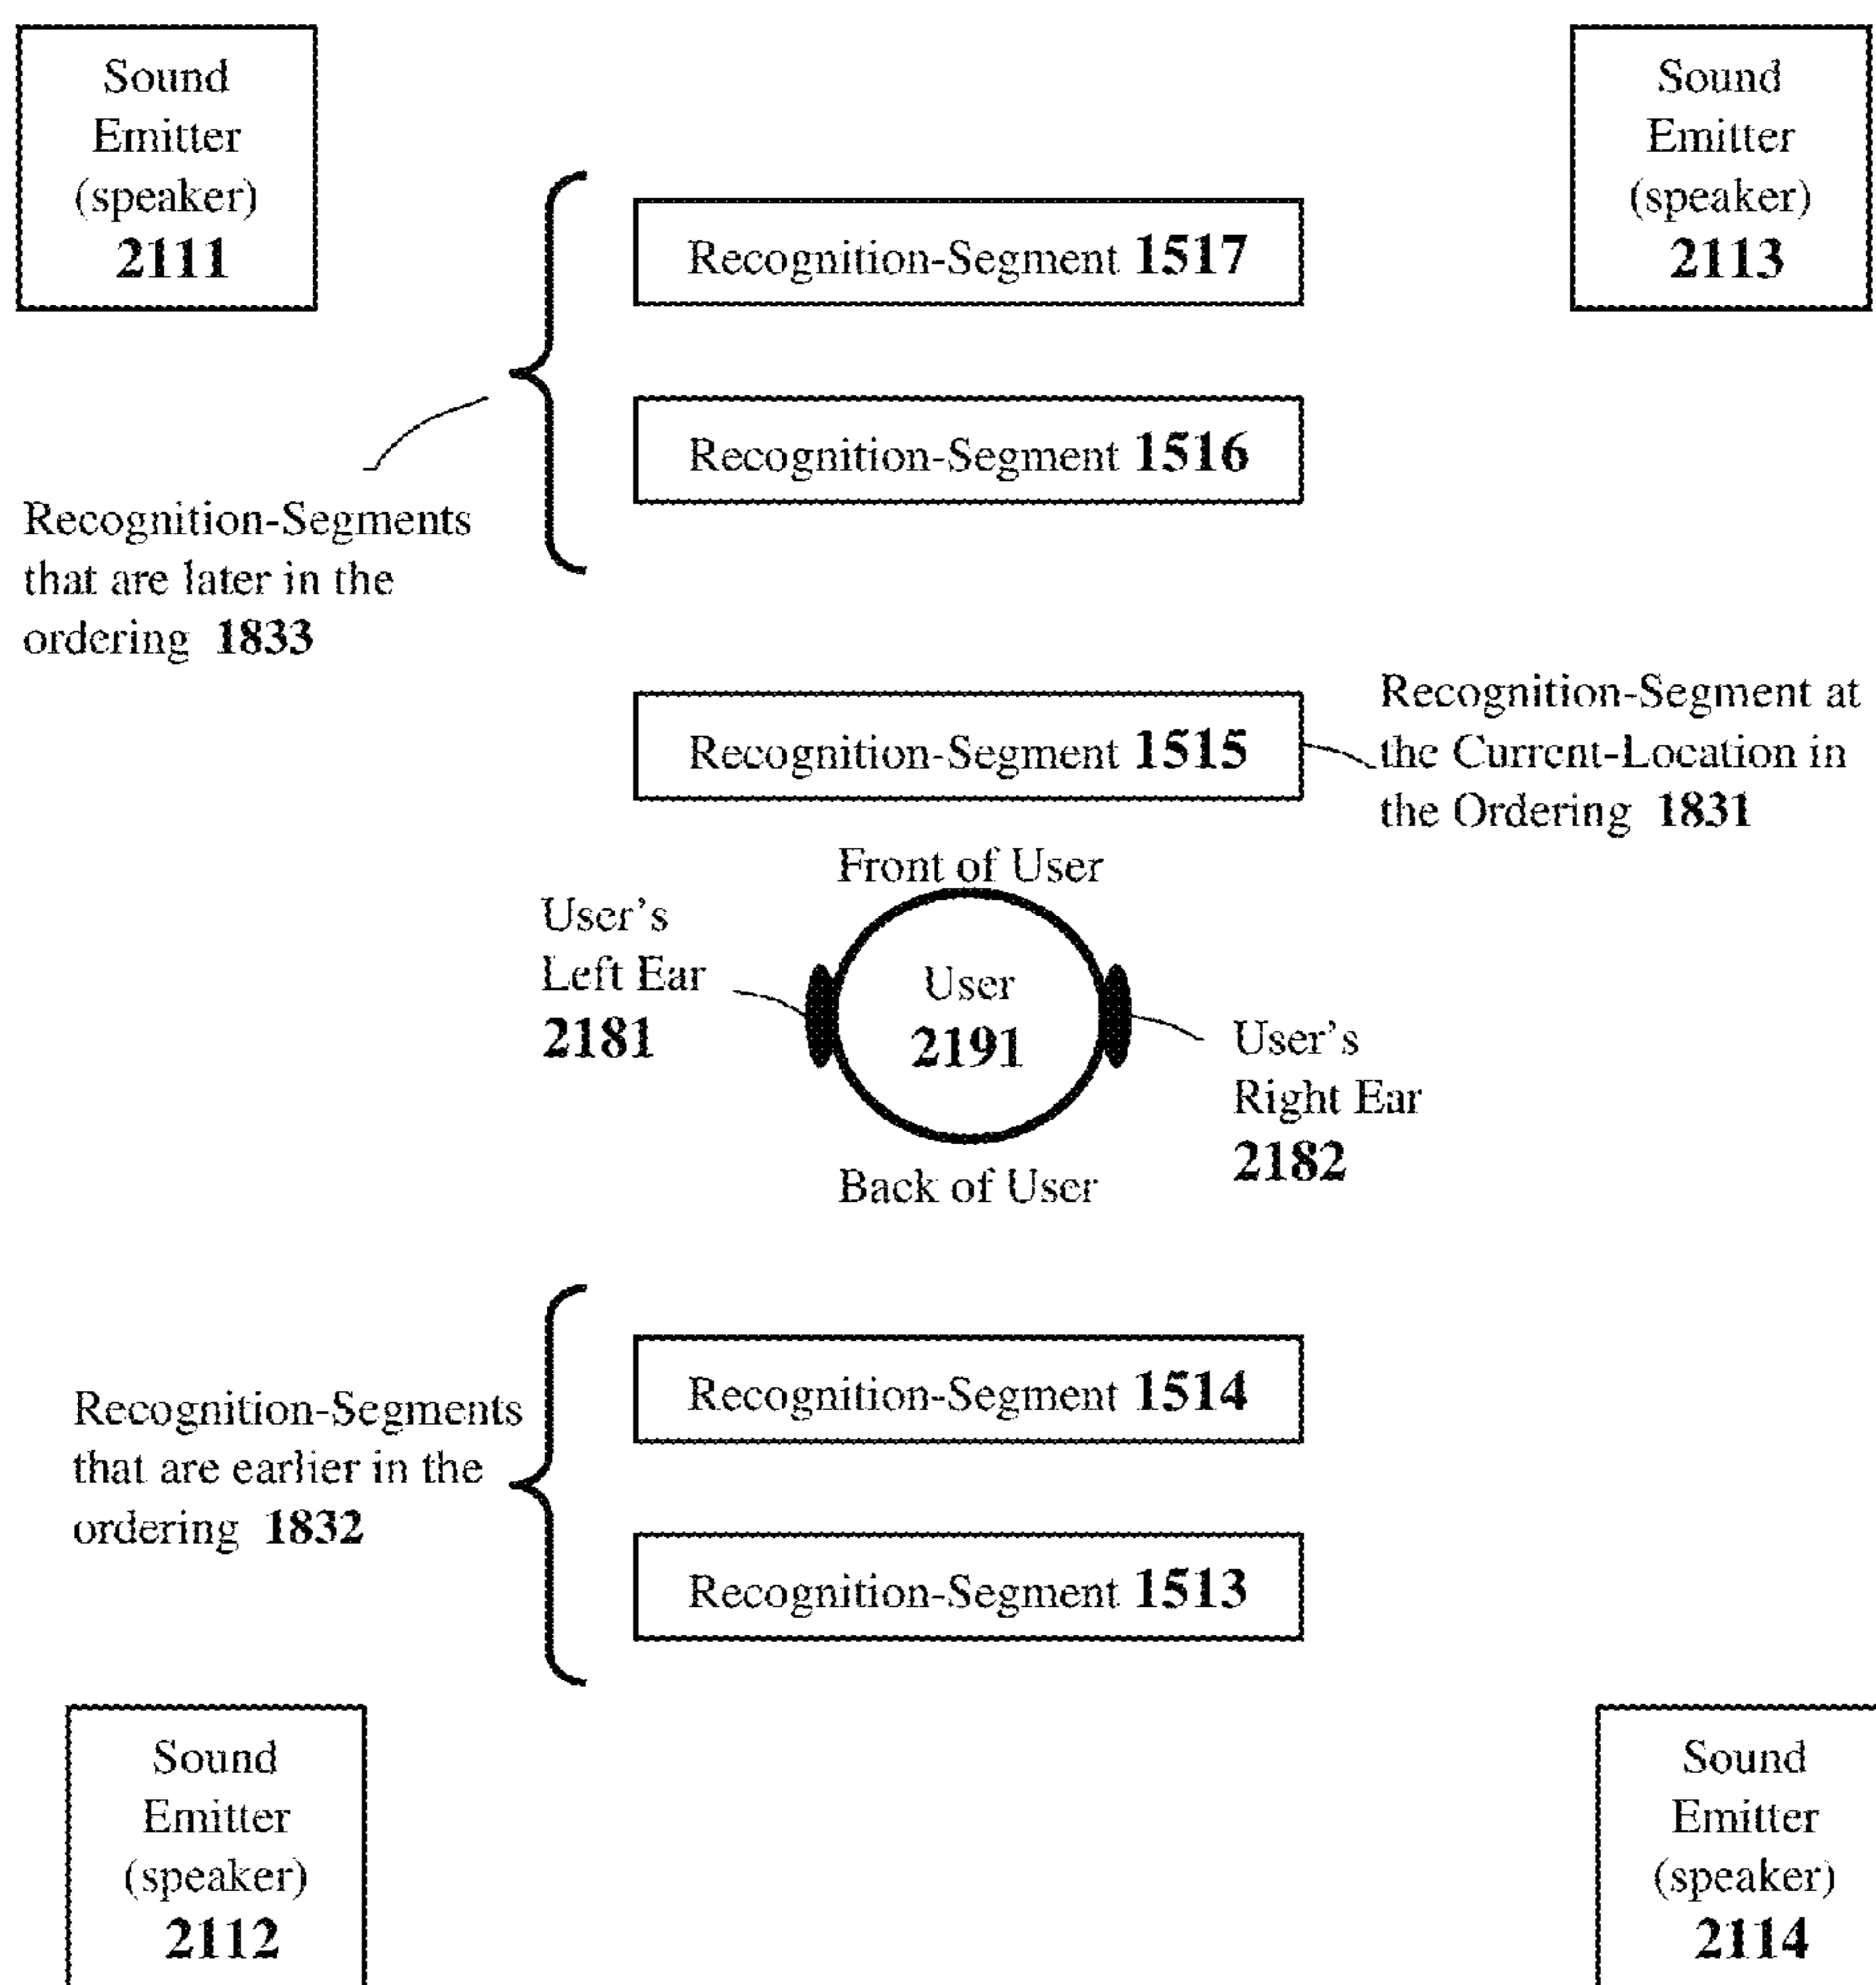 Sound
Emitter
(speaker)
2111
Sound
Emitter
(speaker)
2113
Recognition-Segment 1517
Recognition-Segment 1516
Recognition-Segments
that are later in the
ordering 1833
Recognition-Segment 1515
Recognition-Segment at
the Current-Location in
the Ordering 1831
Front of User
User's
Left Ear
2181
User
2191
User's
Right Ear
2182
Back of User
Recognition-Segment 1514
Recognition-Segments
that are earlier in the
ordering 1832
Recognition-Segment 1513
Sound
Emitter
(speaker)
2112
Sound
Emitter
(speaker)
2114